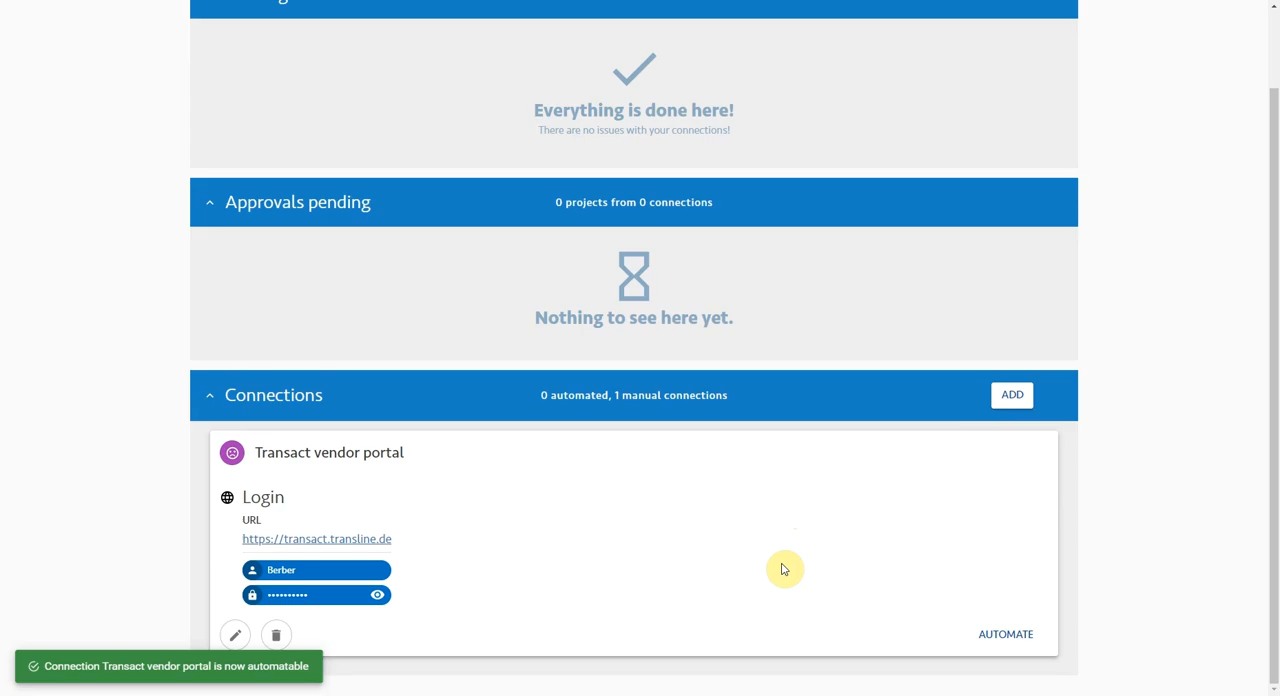 Everything is done here!
There are no issues with your connections!
Approvals pending
0 projects from 0 connections
Nothing to see here yet.
Connections
0 automated, 1 manual connections
ADD
Transact vendor portal
Login
URL
https://transact.transline.de
Berber
••••••••••
AUTOMATE
Connection Transact vendor portal is now automatable